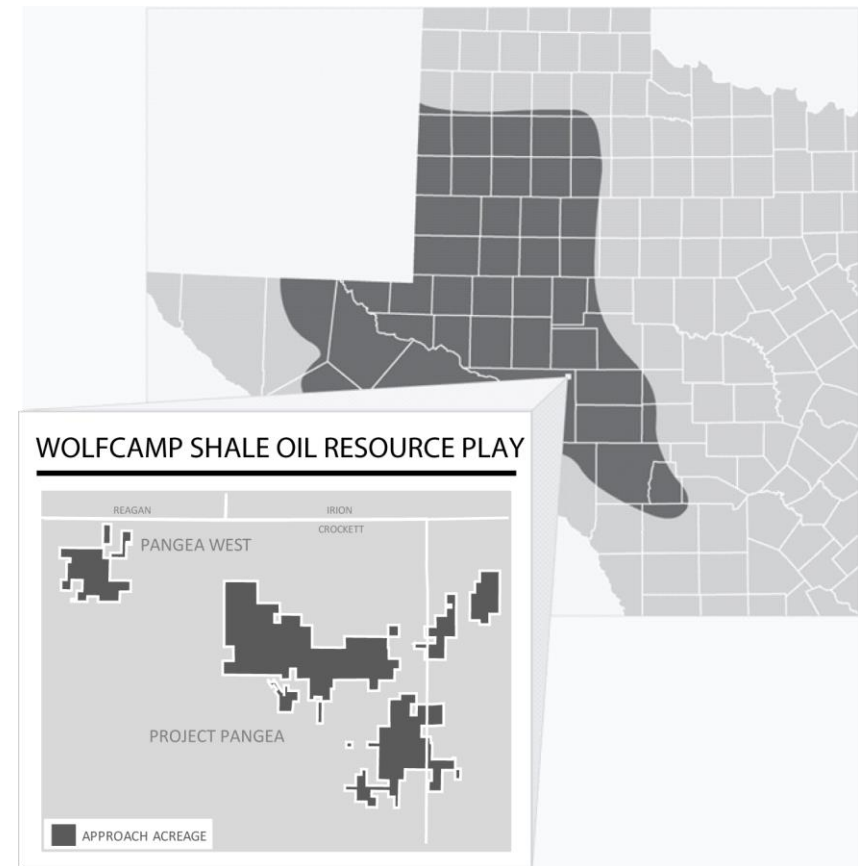 WOLFCAMP SHALE OIL RESOURCE PLAY
REAGAN
IRION
CROCKETT
PANGEA WEST
PROJECT PANGEA
APPROACH ACREAGE